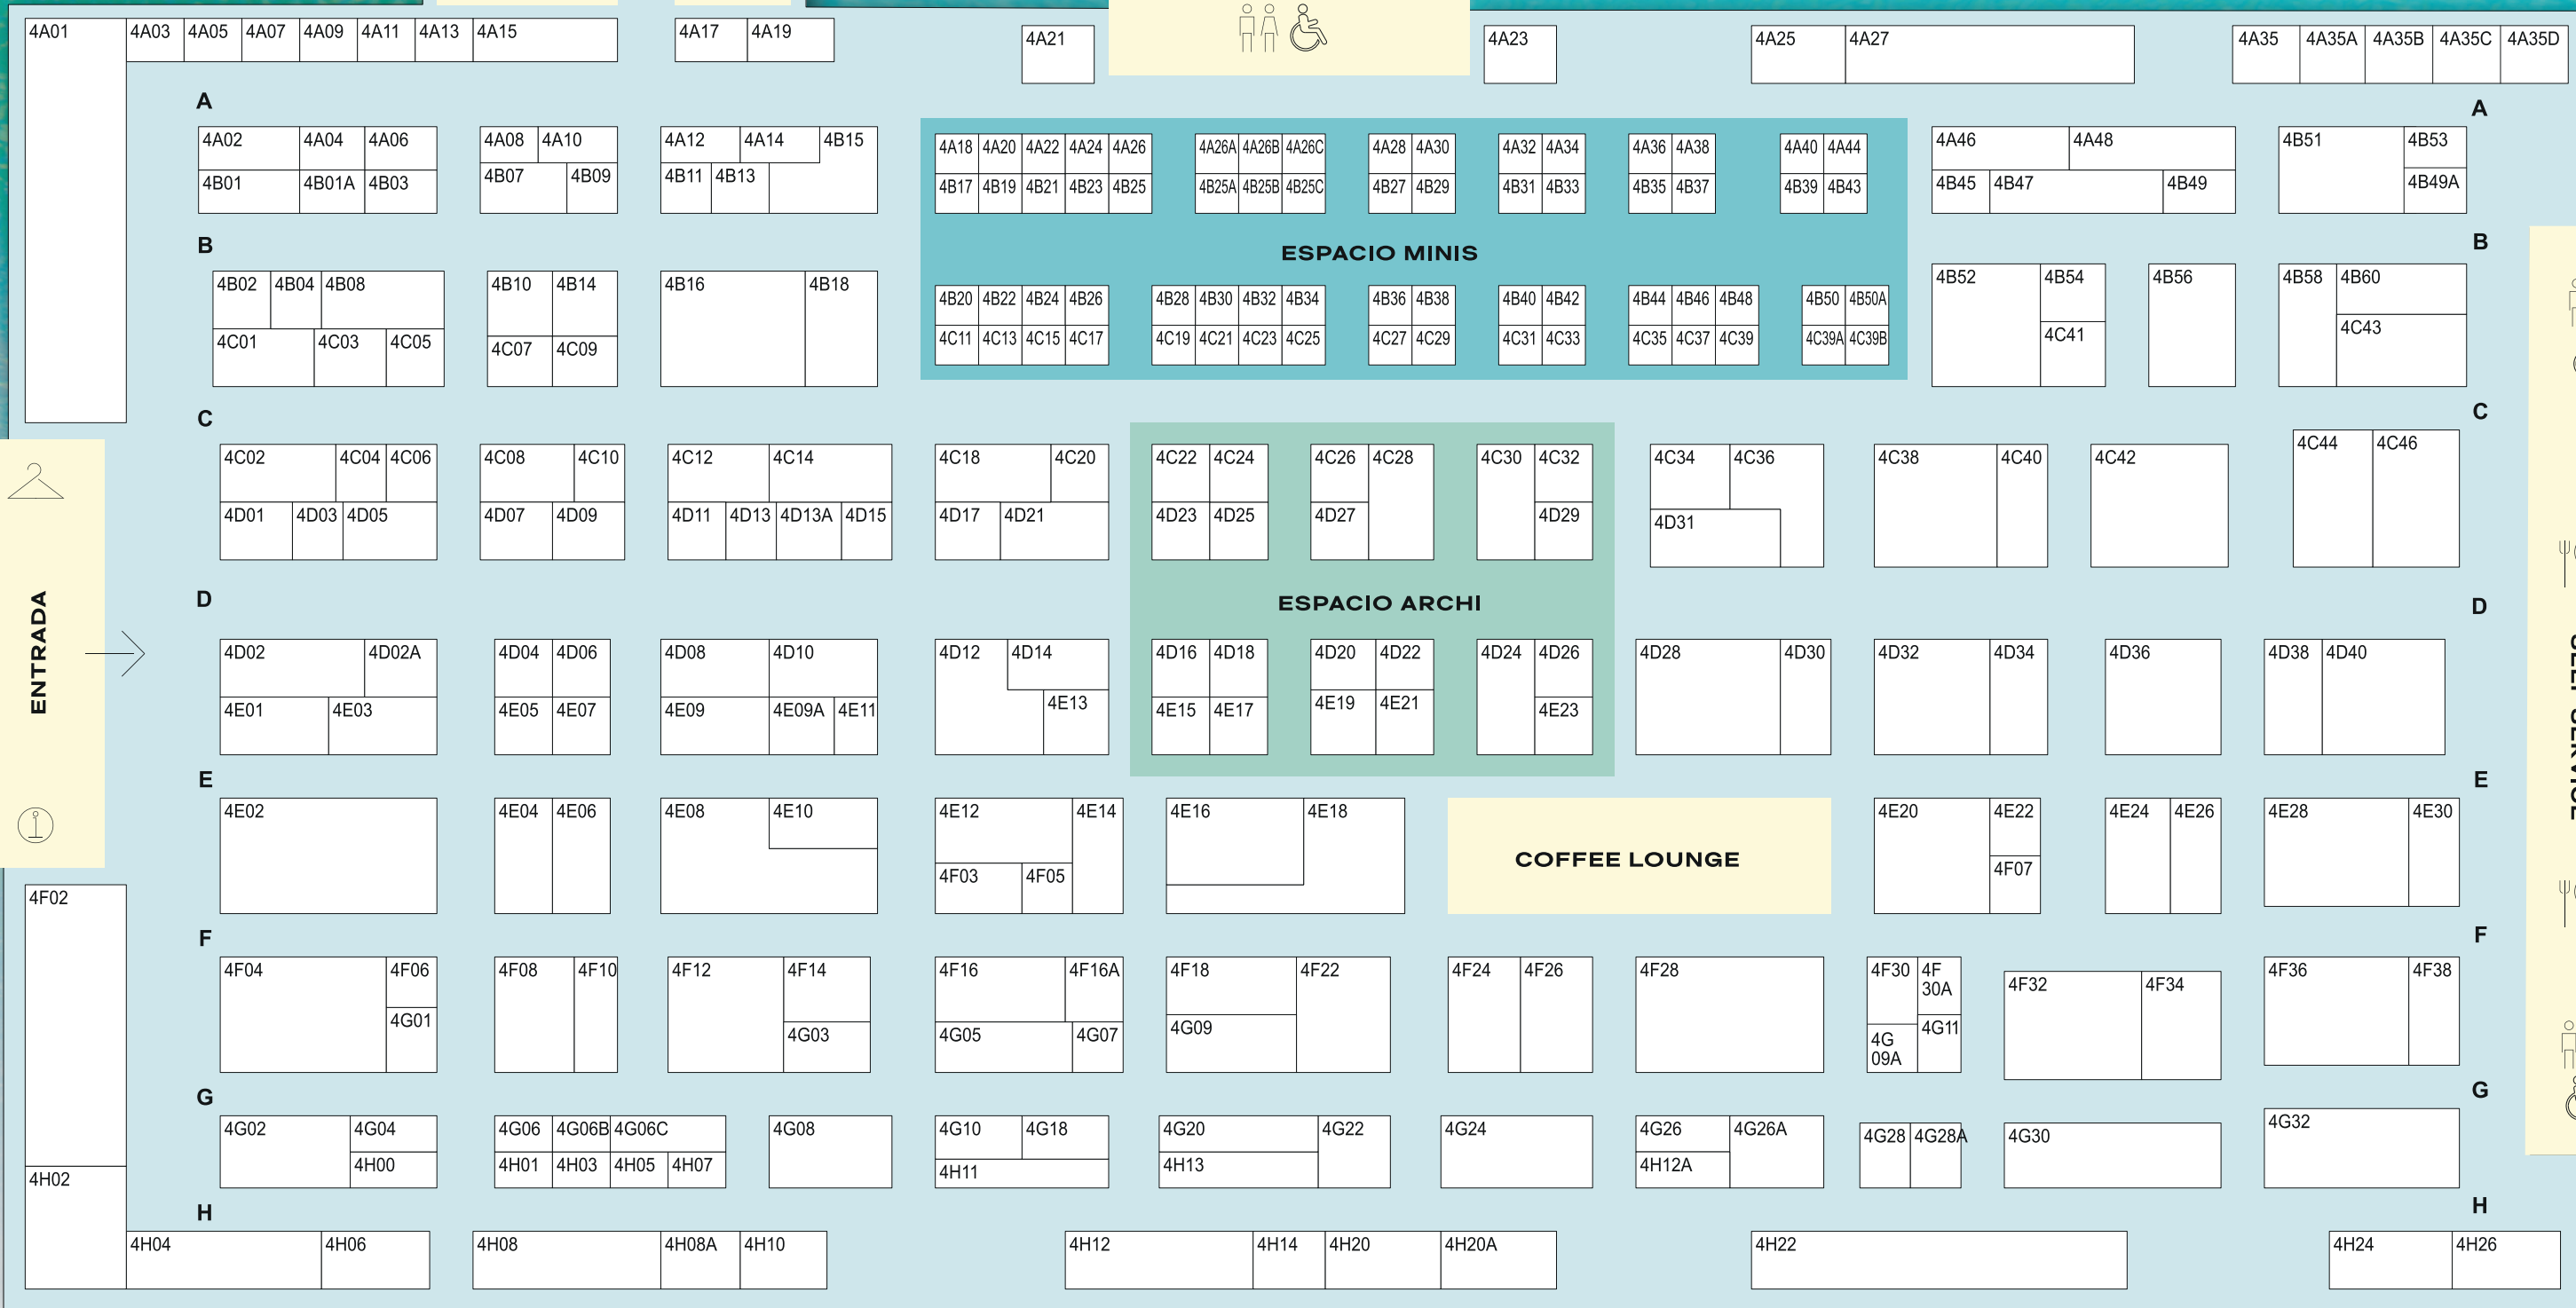 4A01 4A03 4A05 4A07 4A09 4A11 4A13 4A15 4A17 4A19 4A21 4A23 4A25 4A27 4A35 4A35A 4A35B 4A35C 4A35D
A A
4A02 4A04 4A06 4A08 4A10 4A12 4A14 4B15 4A18 4A20 4A22 4A24 4A26 4A26A 4A26B 4A26C 4A28 4A30 4A32 4A34 4A36 4A38 4A40 4A44 4A46 4A48 4B51 4B53
4B01 4B01A 4B03 4B07 4B09 4B11 4B13 4B17 4B19 4B21 4B23 4B25 4B25A 4B25B 4B25C 4B27 4B29 4B31 4B33 4B35 4B37 4B39 4B43 4B45 4B47 4B49 4B49A
B B
ESPACIO MINIS
4B02 4B04 4B08 4B10 4B14 4B16 4B18 4B20 4B22 4B24 4B26 4B28 4B30 4B32 4B34 4B36 4B38 4B40 4B42 4B44 4B46 4B48 4B50 4B50A 4B52 4B54 4B56 4B58 4B60
4C01 4C03 4C05 4C07 4C09 4C11 4C13 4C15 4C17 4C19 4C21 4C23 4C25 4C27 4C29 4C31 4C33 4C35 4C37 4C39 4C39A 4C39B 4C41 4C43
C C
4C02 4C04 4C06 4C08 4C10 4C12 4C14 4C18 4C20 4C22 4C24 4C26 4C28 4C30 4C32 4C34 4C36 4C38 4C40 4C42 4C44 4C46
4D01 4D03 4D05 4D07 4D09 4D11 4D13 4D13A 4D15 4D17 4D21 4D23 4D25 4D27 4D29 4D31
D D
ESPACIO ARCHI
ENTRADA
4D02 4D02A 4D04 4D06 4D08 4D10 4D12 4D14 4D16 4D18 4D20 4D22 4D24 4D26 4D28 4D30 4D32 4D34 4D36 4D38 4D40
4E01 4E03 4E05 4E07 4E09 4E09A 4E11 4E13 4E15 4E17 4E19 4E21 4E23
E E
4E02 4E04 4E06 4E08 4E10 4E12 4E14 4E16 4E18 4E20 4E22 4E24 4E26 4E28 4E30
COFFEE LOUNGE
4F02 4F03 4F05 4F07
F F
4F04 4F06 4F08 4F10 4F12 4F14 4F16 4F16A 4F18 4F22 4F24 4F26 4F28 4F30 4F
30A 4F32 4F34 4F36 4F38
4G01 4G03 4G05 4G07 4G09 4G
09A 4G11
G G
4G02 4G04 4G06 4G06B 4G06C 4G08 4G10 4G18 4G20 4G22 4G24 4G26 4G26A 4G28 4G28A 4G30 4G32
4H02 4H00 4H01 4H03 4H05 4H07 4H11 4H13 4H12A
H H
4H04 4H06 4H08 4H08A 4H10 4H12 4H14 4H20 4H20A 4H22 4H24 4H26